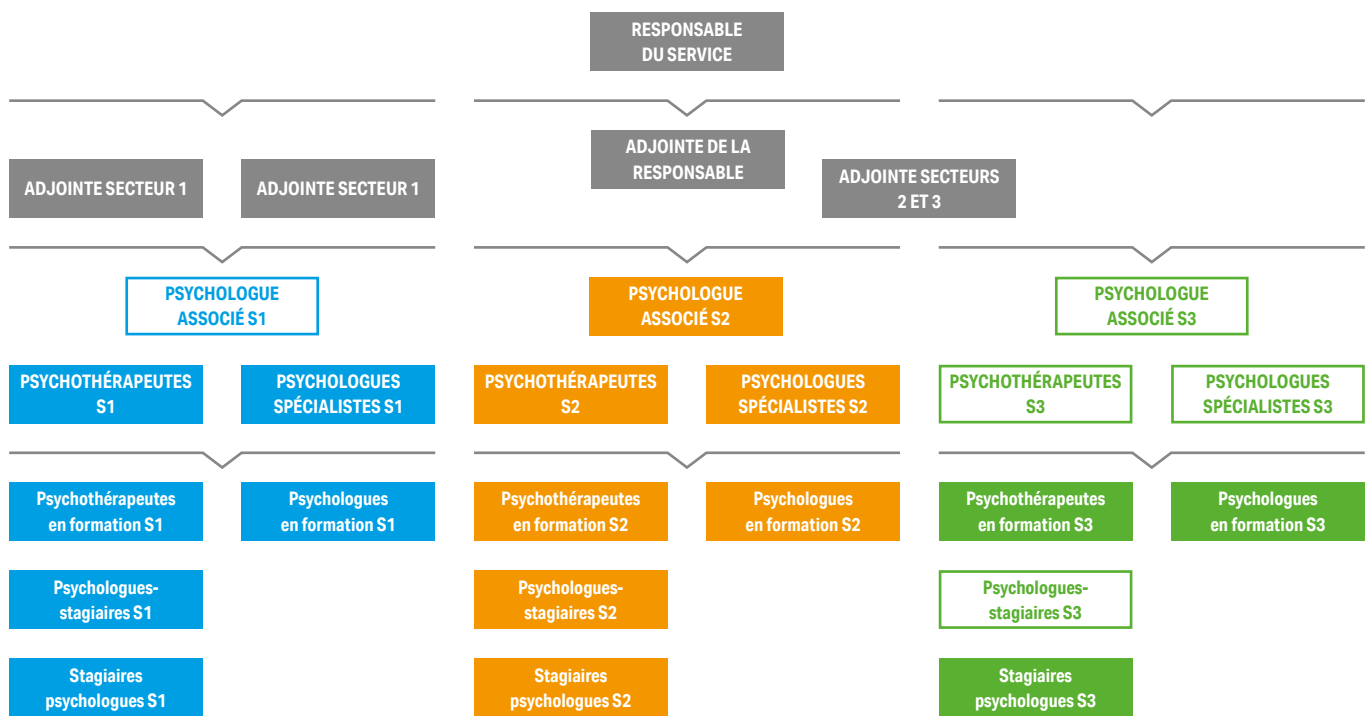 RESPONSABLE
DU SERVICE
ADJOINTE DE LA
RESPONSABLE
ADJOINTE SECTEUR 1
ADJOINTE SECTEUR 1
ADJOINTE SECTEURS
2 ET 3
PSYCHOLOGUE
ASSOCIÉ S1
PSYCHOLOGUE
ASSOCIÉ S2
PSYCHOLOGUE
ASSOCIÉ S3
PSYCHOTHÉRAPEUTES
S1
PSYCHOLOGUES
SPÉCIALISTES S1
PSYCHOTHÉRAPEUTES
S2
PSYCHOLOGUES
SPÉCIALISTES S2
PSYCHOTHÉRAPEUTES
S3
PSYCHOLOGUES
SPÉCIALISTES S3
Psychothérapeutes
en formation S1
Psychologues
en formation S1
Psychothérapeutes
en formation S2
Psychologues
en formation S2
Psychothérapeutes
en formation S3
Psychologues
en formation S3
Psychologues-
stagiaires S1
Psychologues-
stagiaires S2
Psychologues-
stagiaires S3
Stagiaires
psychologues S1
Stagiaires
psychologues S2
Stagiaires
psychologues S3